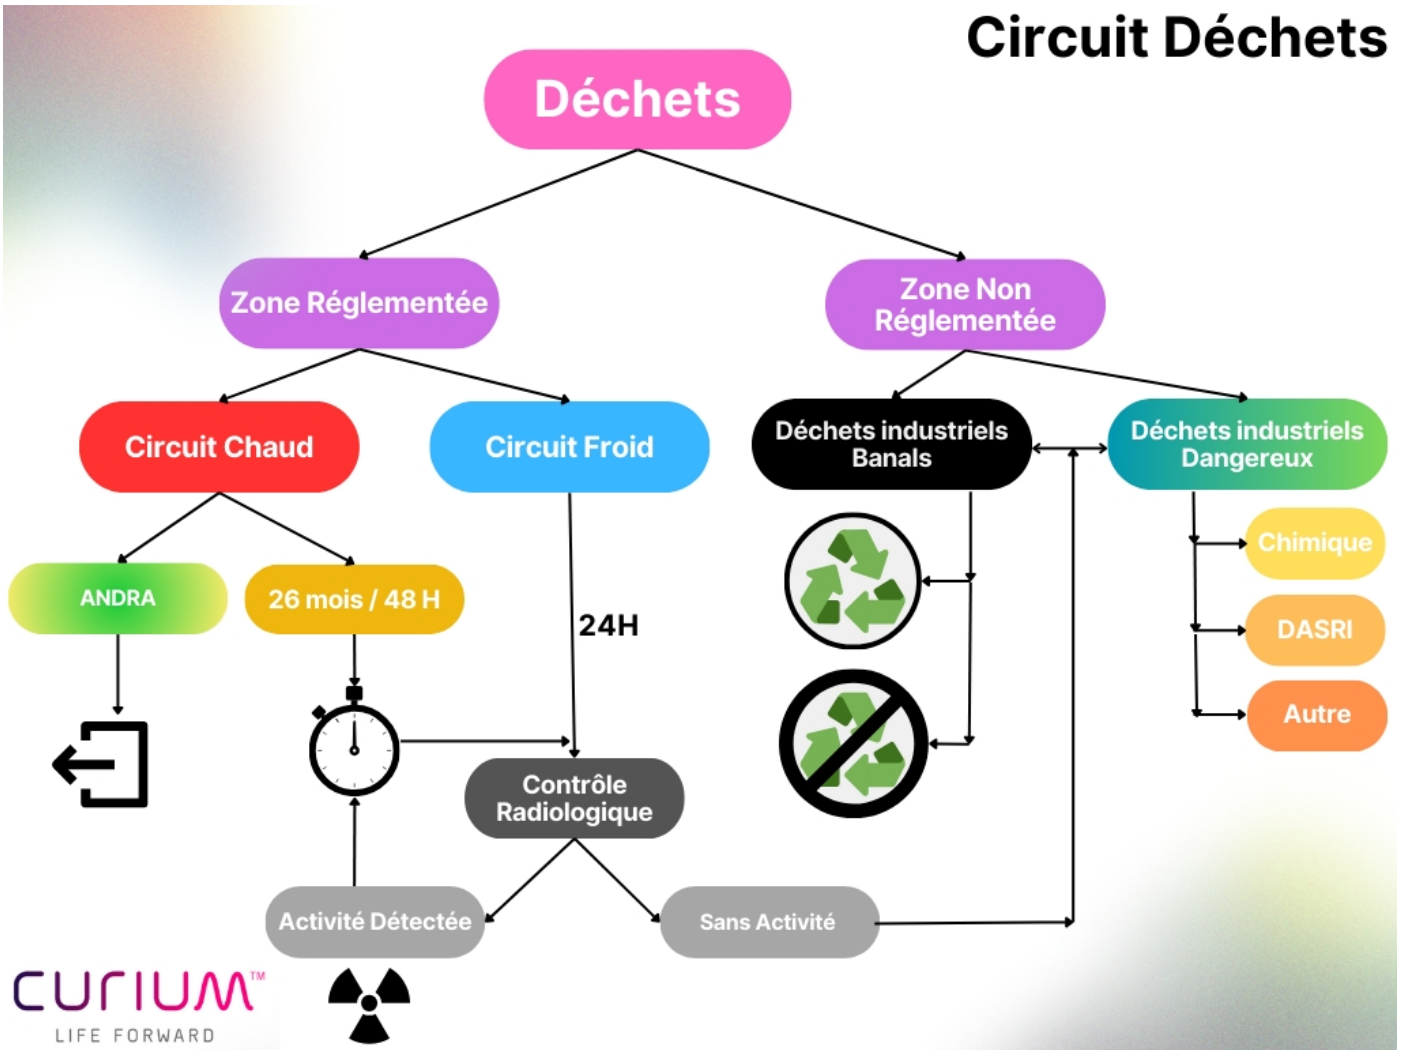 Circuit Déchets
Déchets
Zone Réglementée
Zone Non
Réglementée
Circuit Chaud
Circuit Froid
Déchets industriels
Banals
Déchets industriels
Dangereux
ANDRA
26 mois / 48 H
24H
Chimique
DASRI
Autre
Contrôle
Radiologique
Activité Détectée
Sans Activité
CURIUM™
LIFE FORWARD